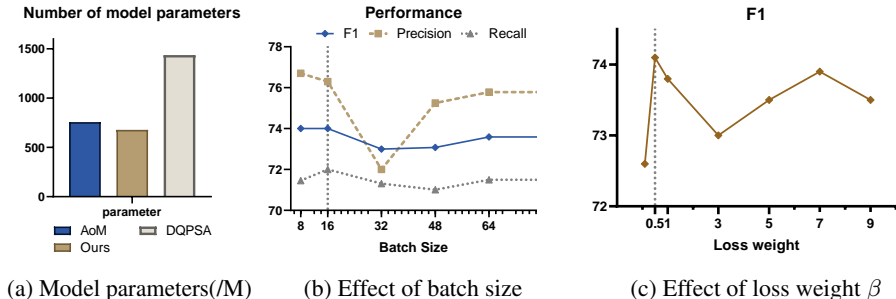 Number of model parameters
1500
1000
500
0
parameter
AoM
DQPSA
Ours
(a) Model parameters(/M)
Performance
F1 Precision Recall
78
76
74
72
70
8 16 32 48 64
Batch Size
(b) Effect of batch size
F1
74
73
72
0.51 3 5 7 9
Loss weight
(c) Effect of loss weight β